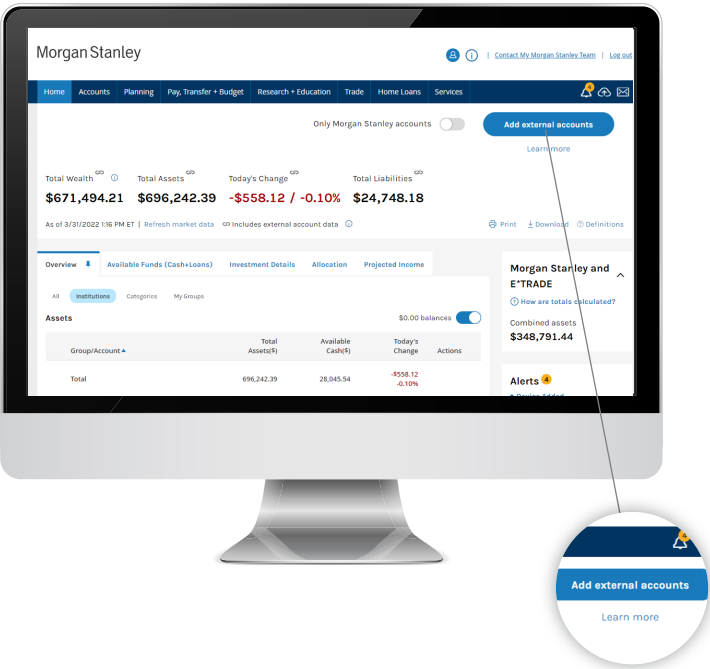 Morgan Stanley
Contact My Morgan Stanley Team | Log out
Home Accounts Planning Pay, Transfer + Budget Research + Education Trade Home Loans Services 4
Only Morgan Stanley accounts
Add external accounts
Learn more
Total Wealth Total Assets Today's Change Total Liabilities
$671,494.21 $696,242.39 -$558.12 / -0.10% $24,748.18
As of 3/31/2022 1:16 PM ET | Refresh market data Includes external account data
Print Download Definitions
Overview Available Funds (Cash+Loans) Investment Details Allocation Projected Income
All Institutions Categories My Groups
Assets $0.00 balances
Group/Account Total Assets($) Available Cash($) Today's Change Actions
Total 696,242.39 28,045.54 -$558.12
-0.10%
Morgan Stanley and
E*TRADE
How are totals calculated?
Combined assets
$348,791.44
Alerts 4
Device Added
4
Add external accounts
Learn more